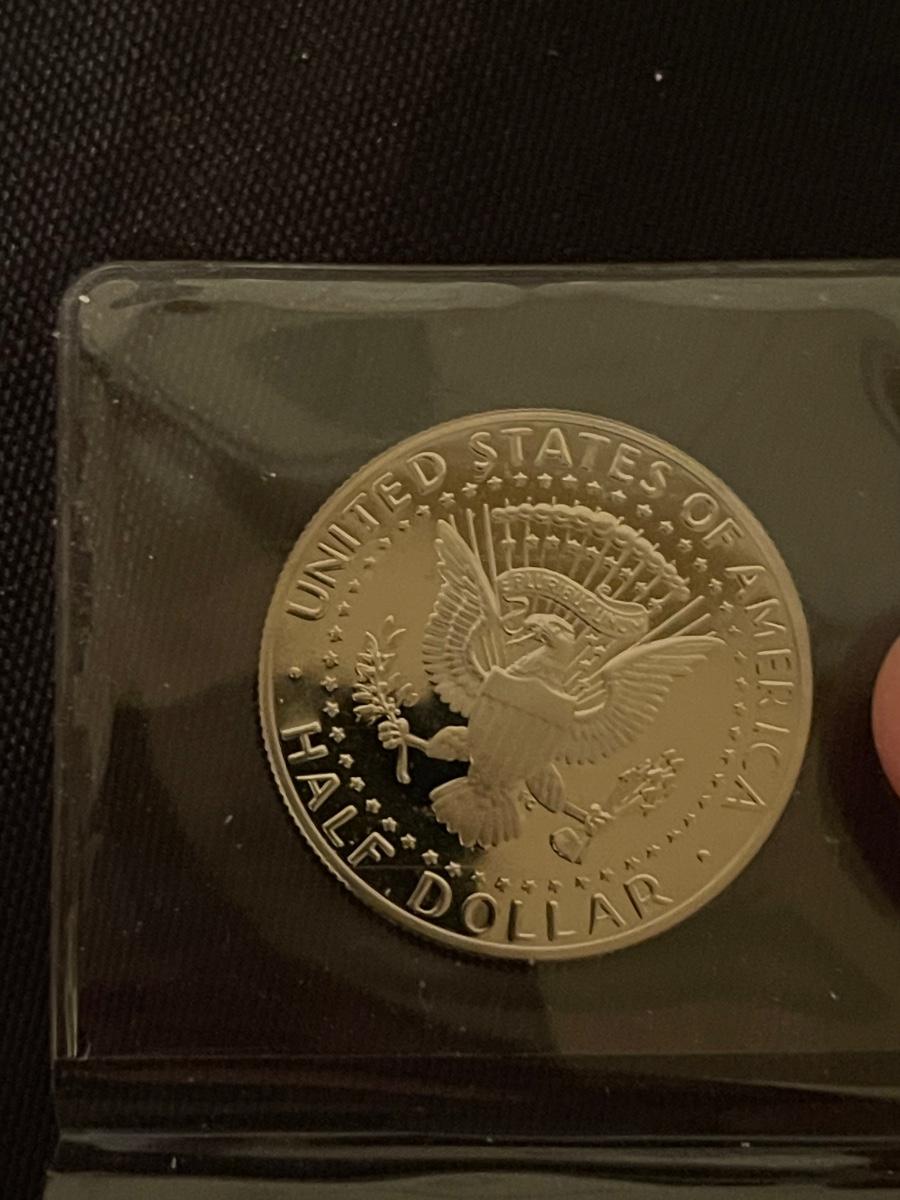 UNITED STATES OF AMERICA
E PLURIBUS UNUM
HALF DOLLAR